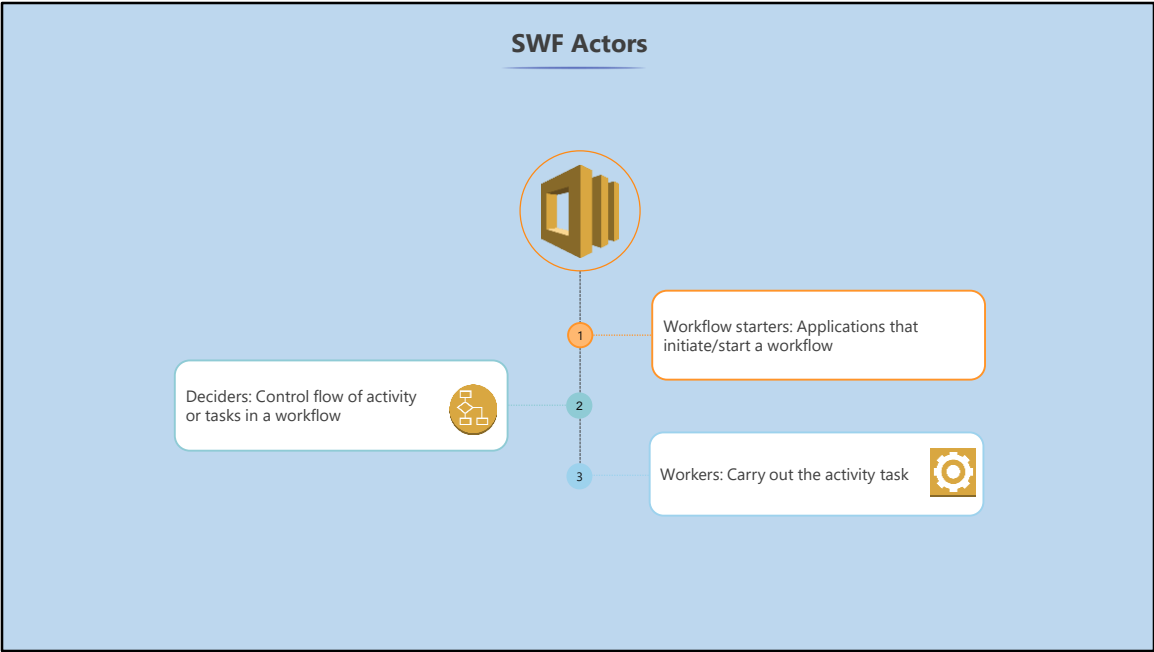 SWF Actors
1
Workflow starters: Applications that
initiate/start a workflow
Deciders: Control flow of activity
or tasks in a workflow
2
3
Workers: Carry out the activity task